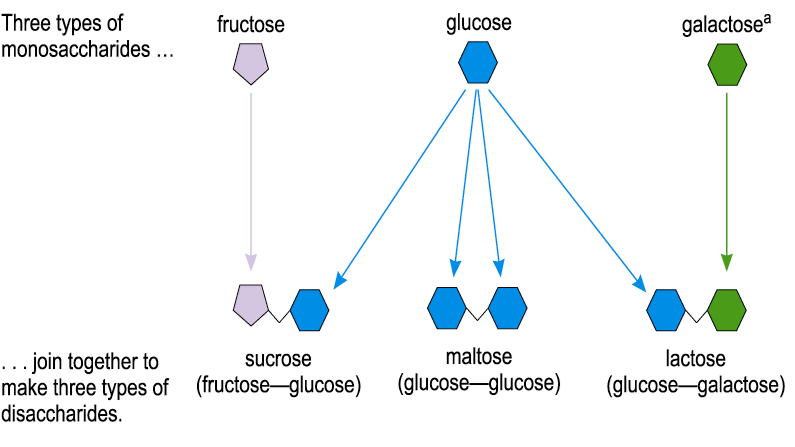 Three types of
monosaccharides …
fructose
glucose
galactoseª
. . . join together to
make three types of
disaccharides.
sucrose
(fructose—glucose)
maltose
(glucose—glucose)
lactose
(glucose—galactose)